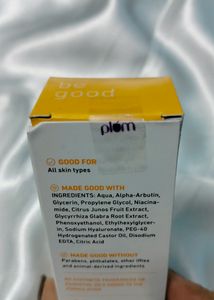 be
good
plum
GOOD FOR
All skin types
MADE GOOD WITH
INGREDIENTS: Aqua, Alpha-Arbutin,
Glycerin, Propylene Glycol, Niacina-
mide, Citrus Junos Fruit Extract,
Glycyrrhiza Glabra Root Extract,
Phenoxyethanol, Ethylhexylglycer-
in, Sodium Hyaluronate, PEG-40
Hydrogenated Castor Oil, Disodium
EDTA, Citric Acid
MADE GOOD WITHOUT
Parabens, phthalates, other iffies
and animal-derived ingredients